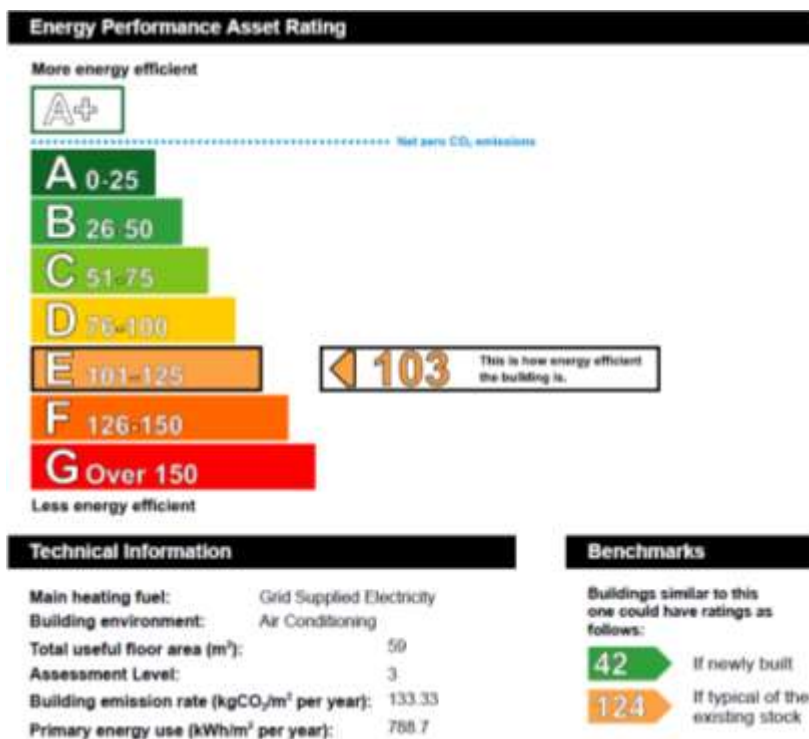 Energy Performance Asset Rating
More energy efficient
A+
Net zero CO₂ emissions
A 0-25
B 26-50
C 51-75
D 76-100
E 101-125
103 This is how energy efficient
the building is.
F 126-150
G Over 150
Less energy efficient
Technical Information
Main heating fuel: Grid Supplied Electricity
Building environment: Air Conditioning
Total useful floor area (m²): 59
Assessment Level: 3
Building emission rate (kgCO₂/m² per year): 133.33
Primary energy use (kWh/m² per year): 788.7
Benchmarks
Buildings similar to this
one could have ratings as
follows:
42 If newly built
124 If typical of the
existing stock